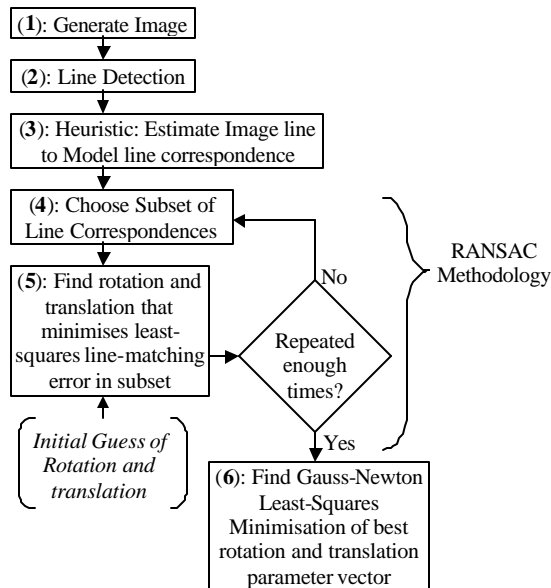 (1): Generate Image
(2): Line Detection
(3): Heuristic: Estimate Image line
to Model line correspondence
(4): Choose Subset of
Line Correspondences
(5): Find rotation and
translation that
minimises least-
squares line-matching
error in subset
Initial Guess of
Rotation and
translation
No
Repeated
enough
times?
Yes
RANSAC
Methodology
(6): Find Gauss-Newton
Least-Squares
Minimisation of best
rotation and translation
parameter vector